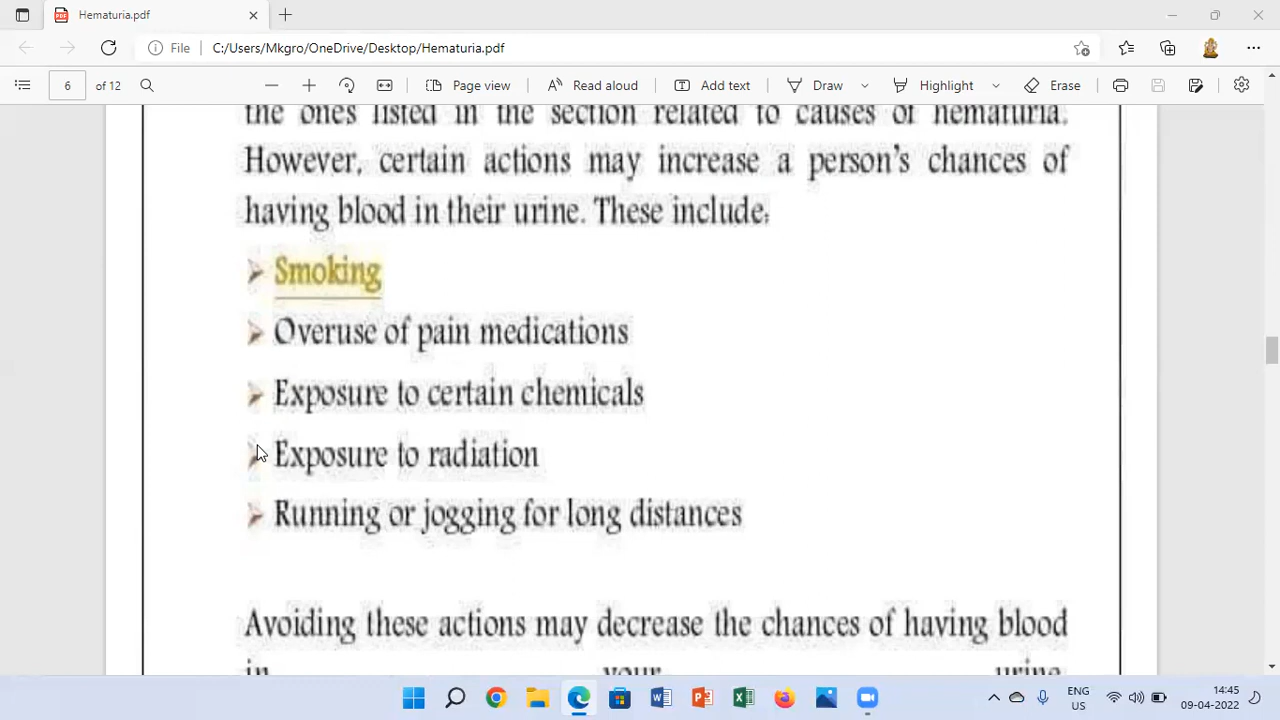 Hematuria.pdf
File C:/Users/Mkgro/OneDrive/Desktop/Hematuria.pdf
6 of 12 Page view Read aloud Add text Draw Highlight Erase
the ones listed in the section related to causes of hematuria.
However, certain actions may increase a person's chances of
having blood in their urine. These include:
Smoking
Overuse of pain medications
Exposure to certain chemicals
Exposure to radiation
Running or jogging for long distances
Avoiding these actions may decrease the chances of having blood
in your urine.
ENG 14:45
US 09-04-2022